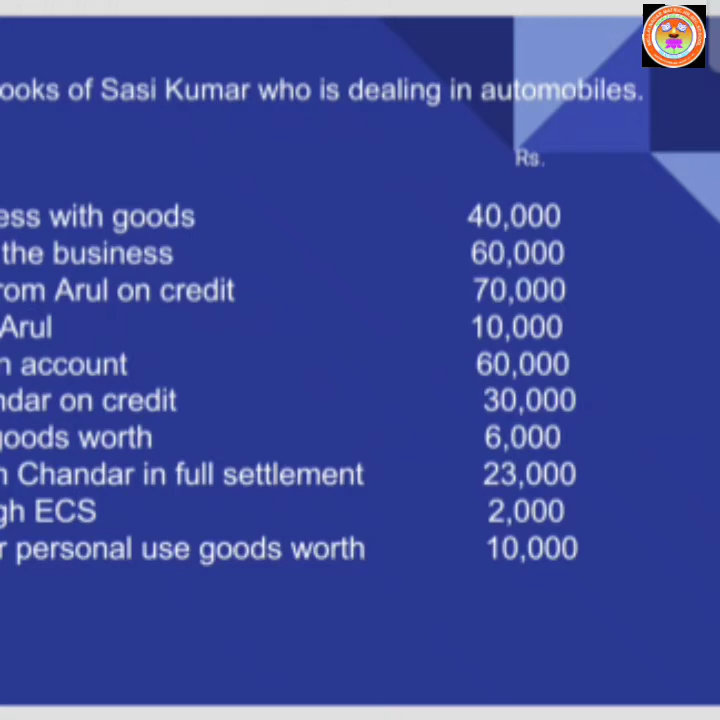 ooks of Sasi Kumar who is dealing in automobiles.
Rs.
ess with goods 40,000
the business 60,000
rom Arul on credit 70,000
Arul 10,000
n account 60,000
ndar on credit 30,000
goods worth 6,000
n Chandar in full settlement 23,000
gh ECS 2,000
r personal use goods worth 10,000